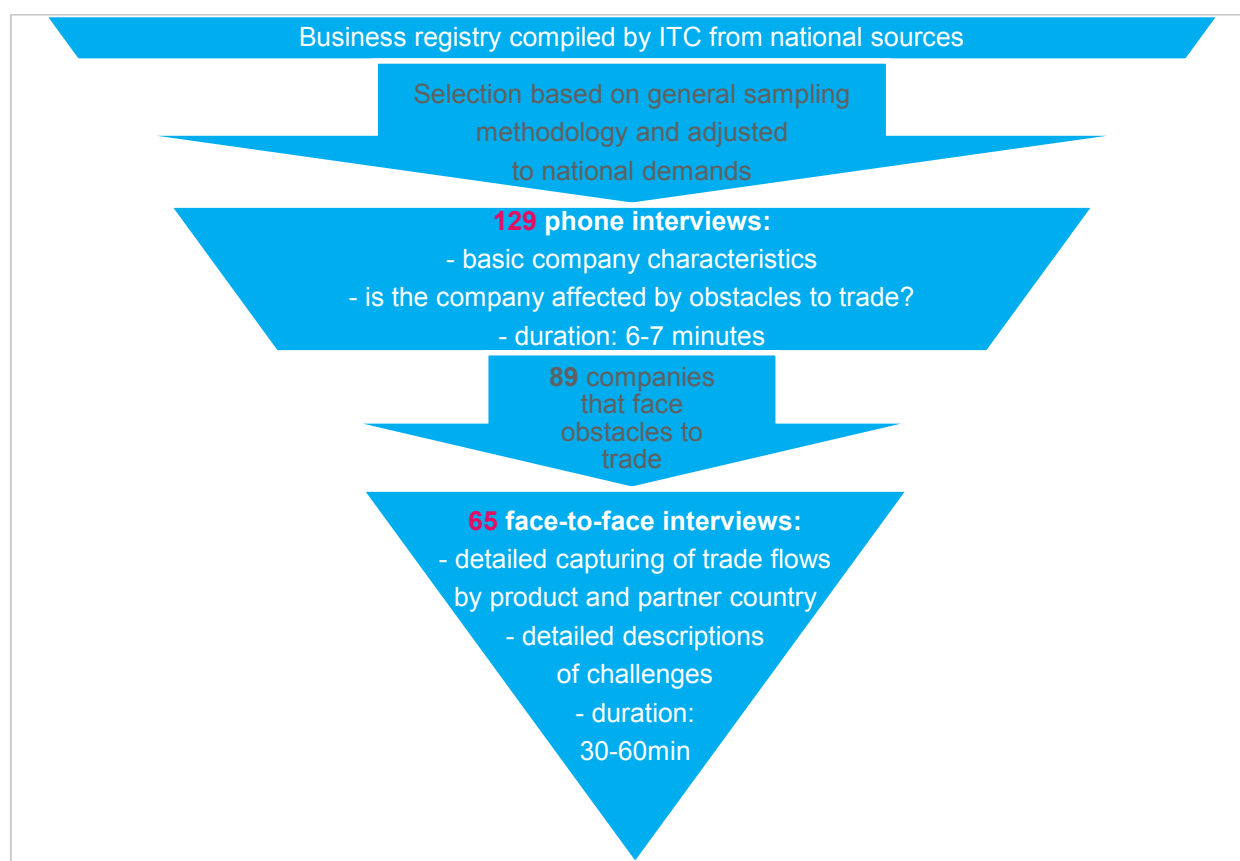 Business registry compiled by ITC from national sources
Selection based on general sampling
methodology and adjusted
to national demands
129 phone interviews:
- basic company characteristics
- is the company affected by obstacles to trade?
- duration: 6-7 minutes
89 companies
that face
obstacles to
trade
65 face-to-face interviews:
- detailed capturing of trade flows
by product and partner country
- detailed descriptions
of challenges
- duration:
30-60min